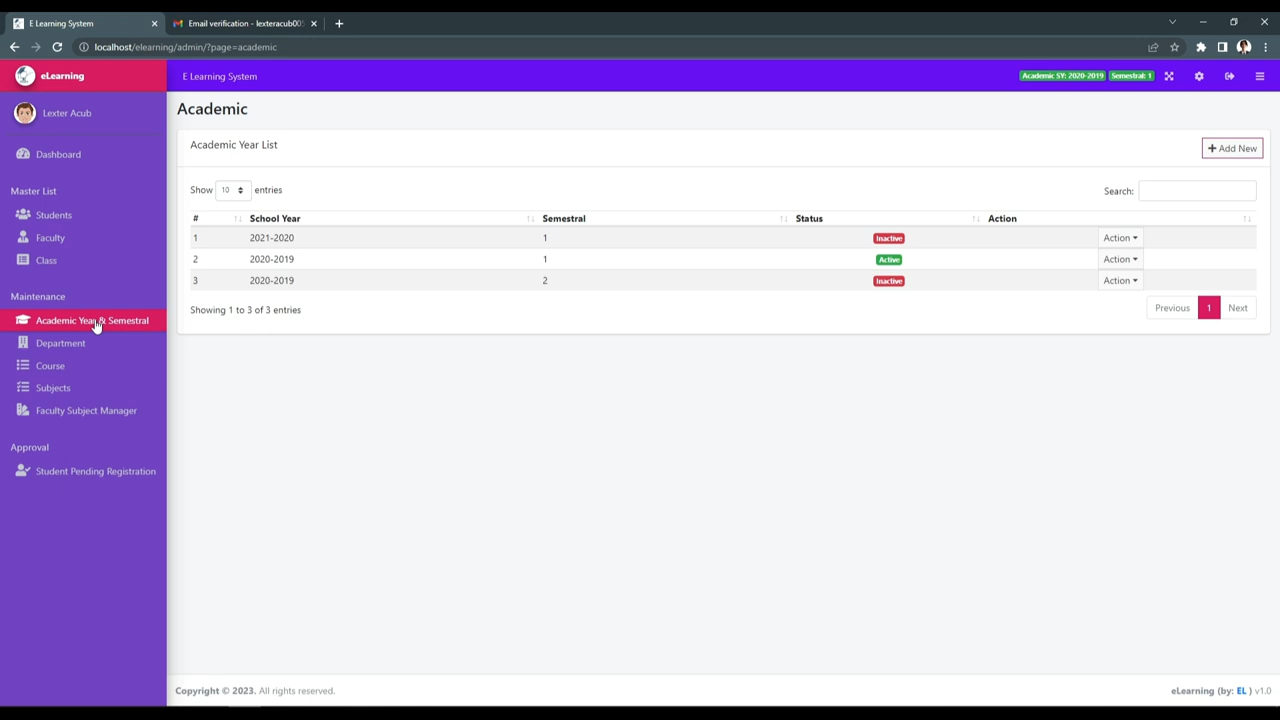 E Learning System
Email verification - lexteracub005
localhost/elearning/admin/?page=academic
eLearning
E Learning System
Academic SY: 2020-2019 Semestral: 1
Lexter Acub
Dashboard
Master List
Students
Faculty
Class
Maintenance
Academic Year & Semestral
Department
Course
Subjects
Faculty Subject Manager
Approval
Student Pending Registration
Academic
Academic Year List
Add New
Show 10 entries
Search:
# School Year Semestral Status Action
1 2021-2020 1 Inactive Action
2 2020-2019 1 Active Action
3 2020-2019 2 Inactive Action
Showing 1 to 3 of 3 entries
Previous 1 Next
Copyright © 2023. All rights reserved.
eLearning (by: EL ) v1.0